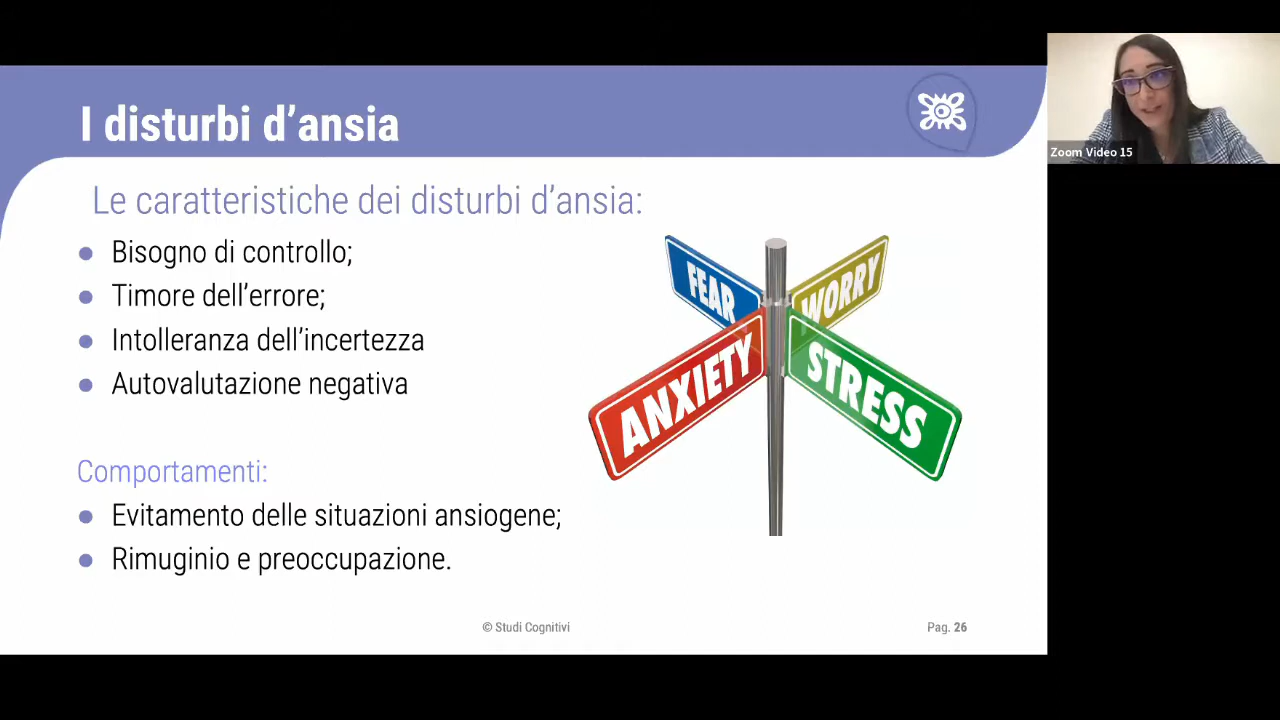 I disturbi d’ansia
Zoom Video 15
Le caratteristiche dei disturbi d’ansia:
Bisogno di controllo;
Timore dell’errore;
Intolleranza dell’incertezza
Autovalutazione negativa
FEAR
WORRY
ANXIETY
STRESS
Comportamenti:
Evitamento delle situazioni ansiogene;
Rimuginio e preoccupazione.
© Studi Cognitivi
Pag. 26